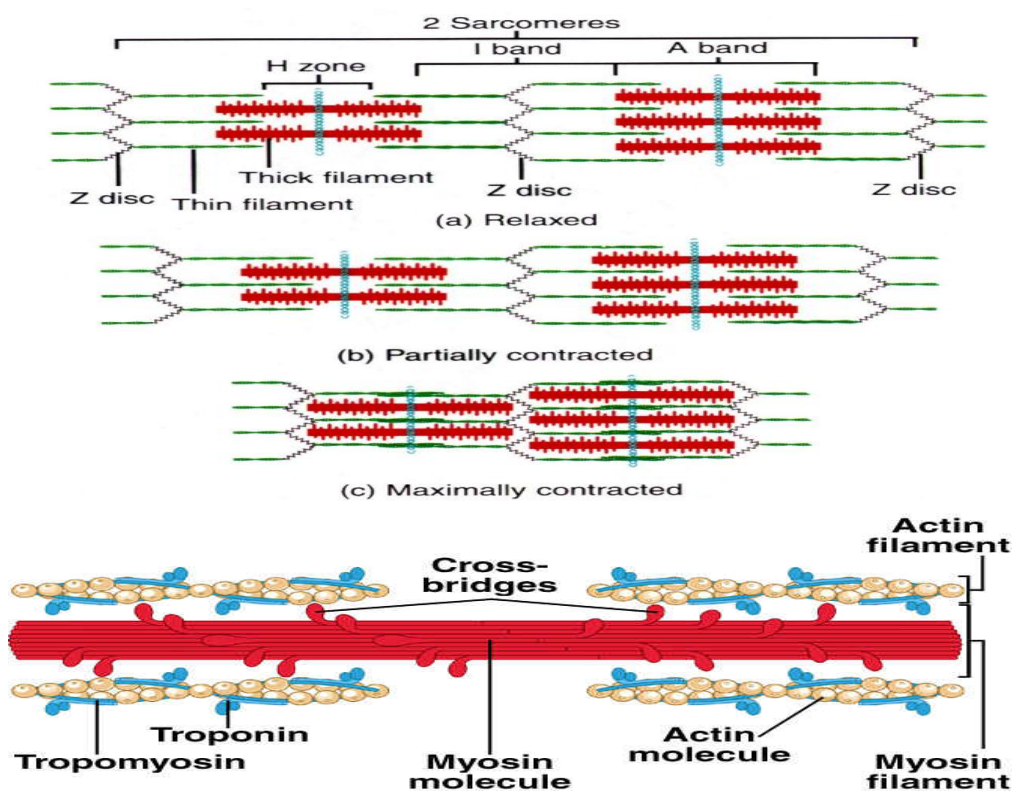 2 Sarcomeres
I band
A band
H zone
Thick filament
Z disc
Thin filament
Z disc
Z disc
(a) Relaxed
(b) Partially contracted
(c) Maximally contracted
Actin
filament
Cross-
bridges
Troponin
Tropomyosin
Myosin
molecule
Actin
molecule
Myosin
filament